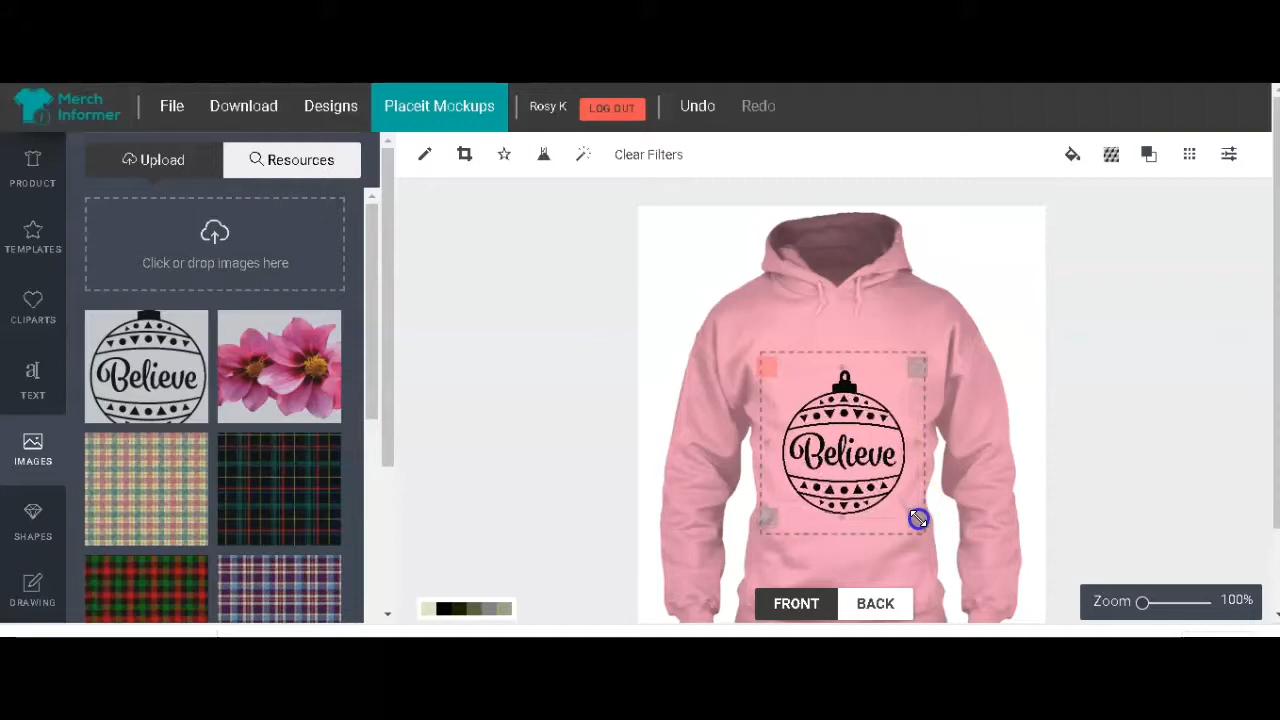 Merch
Informer
File
Download
Designs
Placeit Mockups
Rosy K
LOG OUT
Undo
Redo
Upload
Resources
Clear Filters
PRODUCT
TEMPLATES
CLIPARTS
TEXT
IMAGES
SHAPES
DRAWING
Click or drop images here
Believe
Believe
FRONT
BACK
Zoom
100%